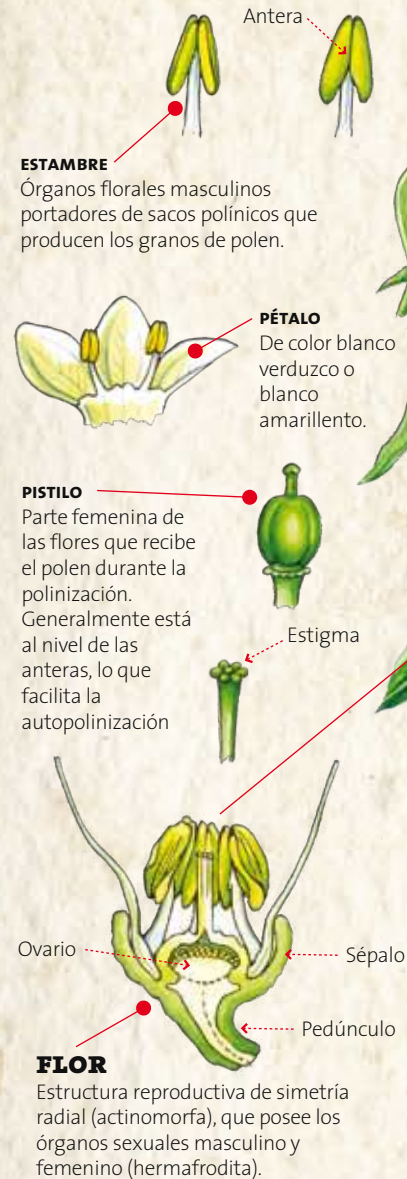 Antera
ESTAMBRE
Órganos florales masculinos
portadores de sacos polínicos que
producen los granos de polen.
PÉTALO
De color blanco
verduzco o
blanco
amarillento.
PISTILO
Parte femenina de
las flores que recibe
el polen durante la
polinización.
Generalmente está
al nivel de las
anteras, lo que
facilita la
autopolinización
Estigma
Ovario
Sépalo
Pedúnculo
FLOR
Estructura reproductiva de simetría
radial (actinomorfa), que posee los
órganos sexuales masculino y
femenino (hermafrodita).